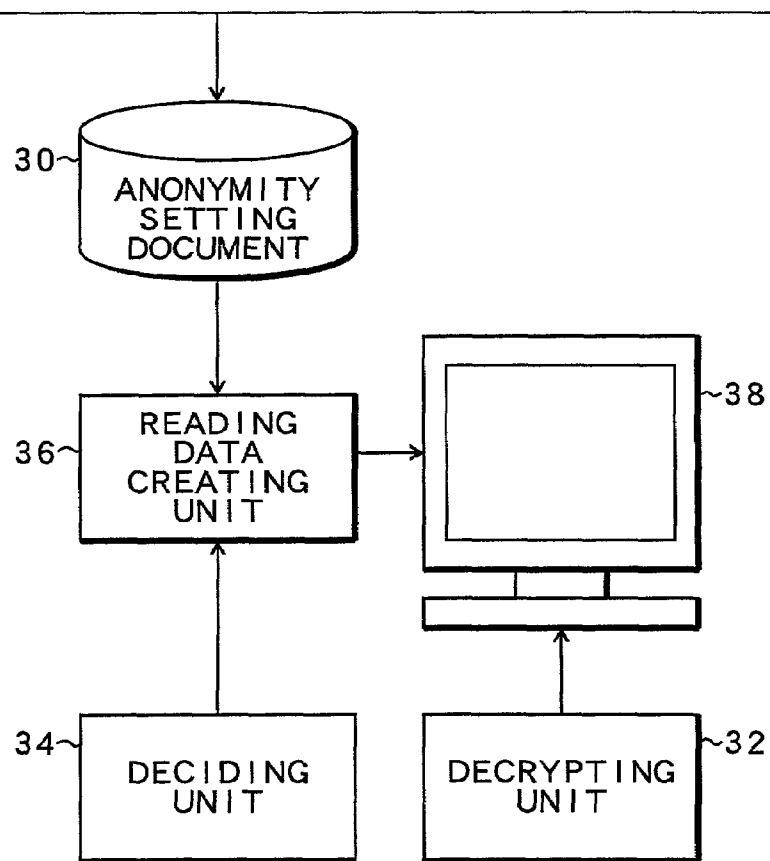 30
ANONYMITY
SETTING
DOCUMENT
36
READING
DATA
CREATING
UNIT
38
34
DECIDING
UNIT
DECRYPTING
UNIT
32